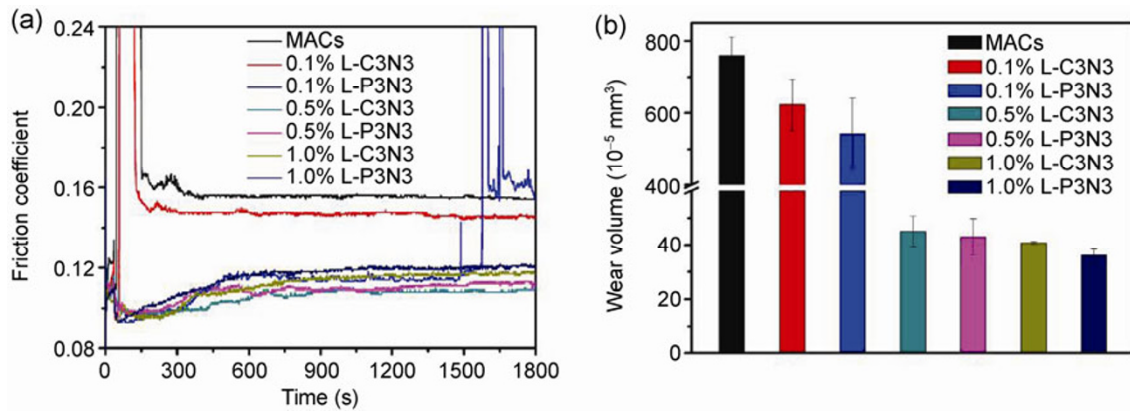 (a)
0.24
0.20
0.16
0.12
0.08
Friction coefficient
MACs
0.1% L-C3N3
0.1% L-P3N3
0.5% L-C3N3
0.5% L-P3N3
1.0% L-C3N3
1.0% L-P3N3
0 300 600 900 1200 1500 1800
Time (s)
(b)
800
600
400
80
40
0
Wear volume (10⁻⁵ mm³)
MACs
0.1% L-C3N3
0.1% L-P3N3
0.5% L-C3N3
0.5% L-P3N3
1.0% L-C3N3
1.0% L-P3N3